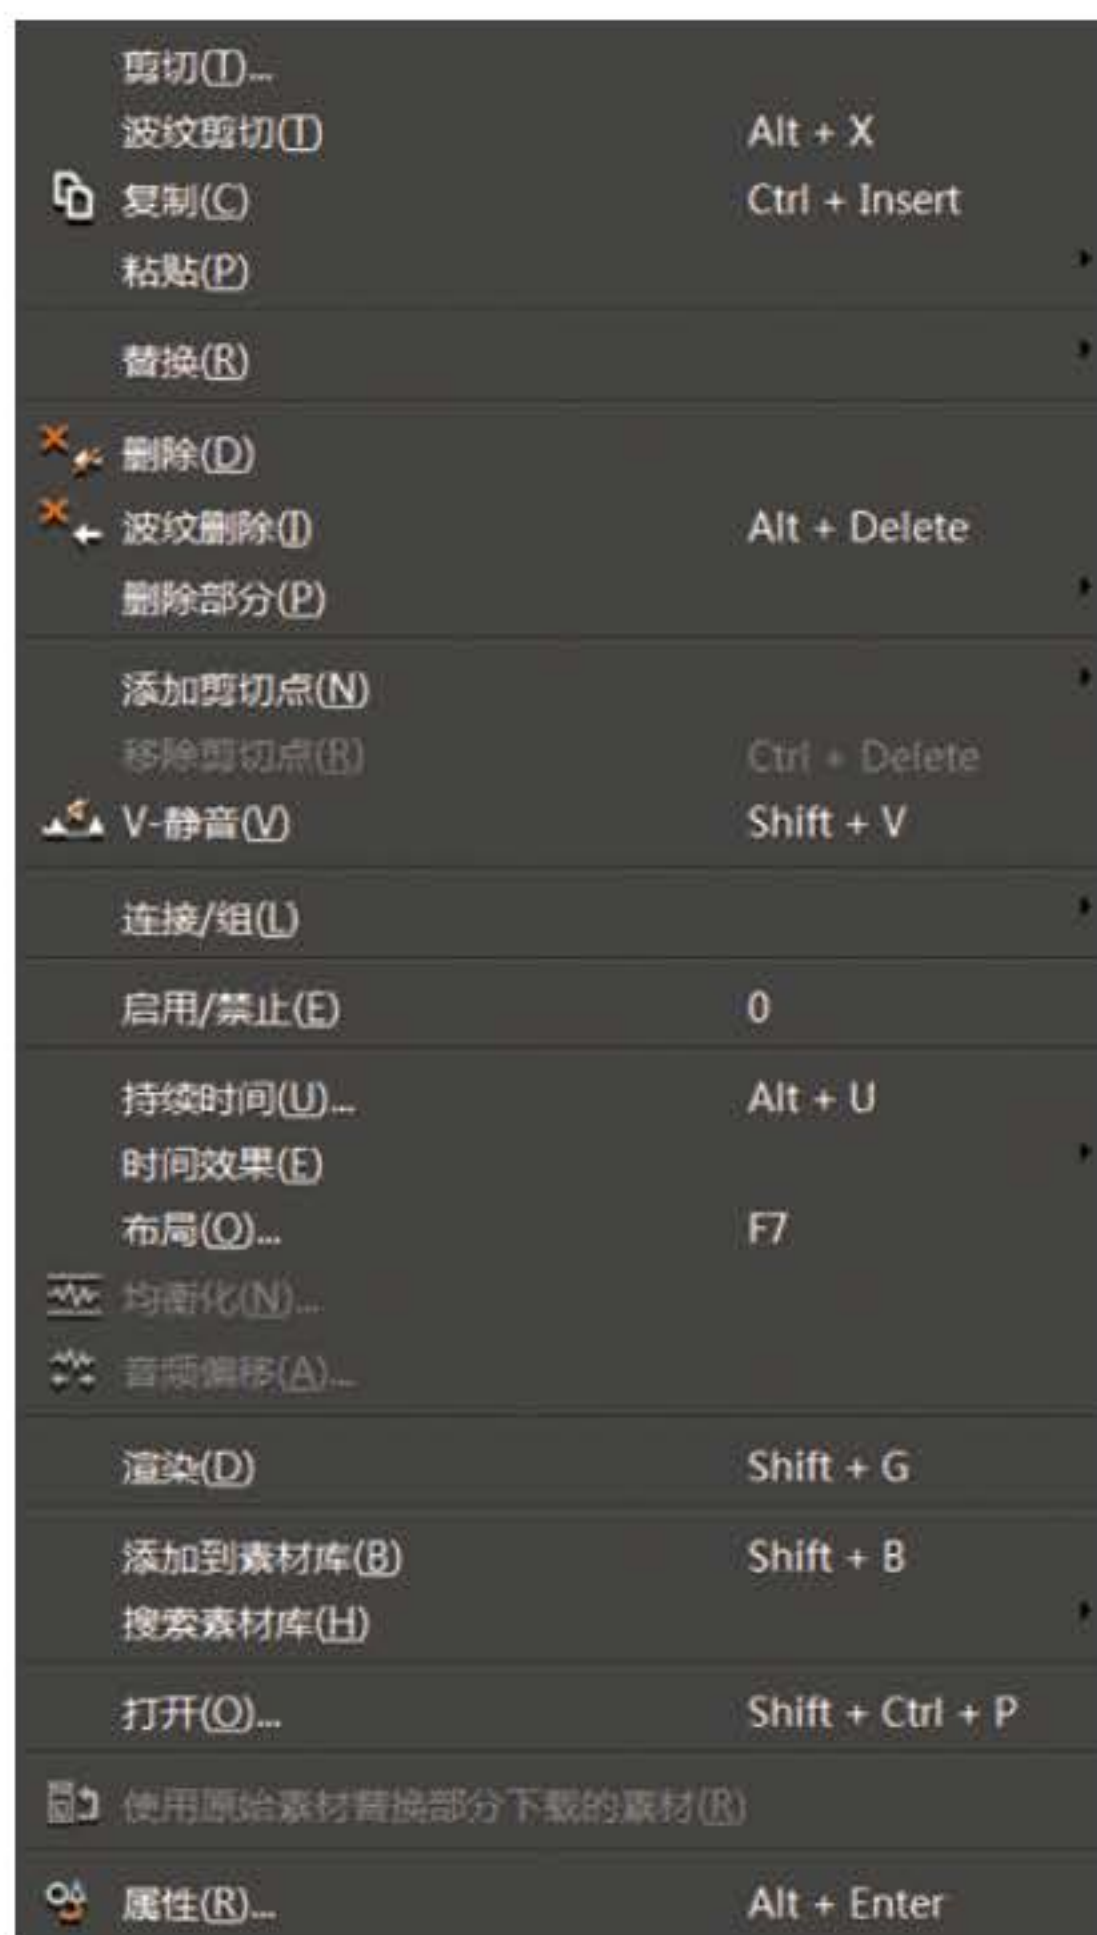 剪切(T)...
波纹剪切(T) Alt + X
复制(C) Ctrl + Insert
粘贴(P)
替换(R)
删除(D)
波纹删除(I) Alt + Delete
删除部分(P)
添加剪切点(N)
移除剪切点(R) Ctrl + Delete
V-静音(V) Shift + V
连接/组(L)
启用/禁止(E) 0
持续时间(U)... Alt + U
时间效果(E)
布局(O)... F7
均衡化(N)...
音频偏移(A)...
渲染(D) Shift + G
添加到素材库(B) Shift + B
搜索素材库(H)
打开(O)... Shift + Ctrl + P
使用原始素材替换部分下载的素材(R)
属性(R)... Alt + Enter